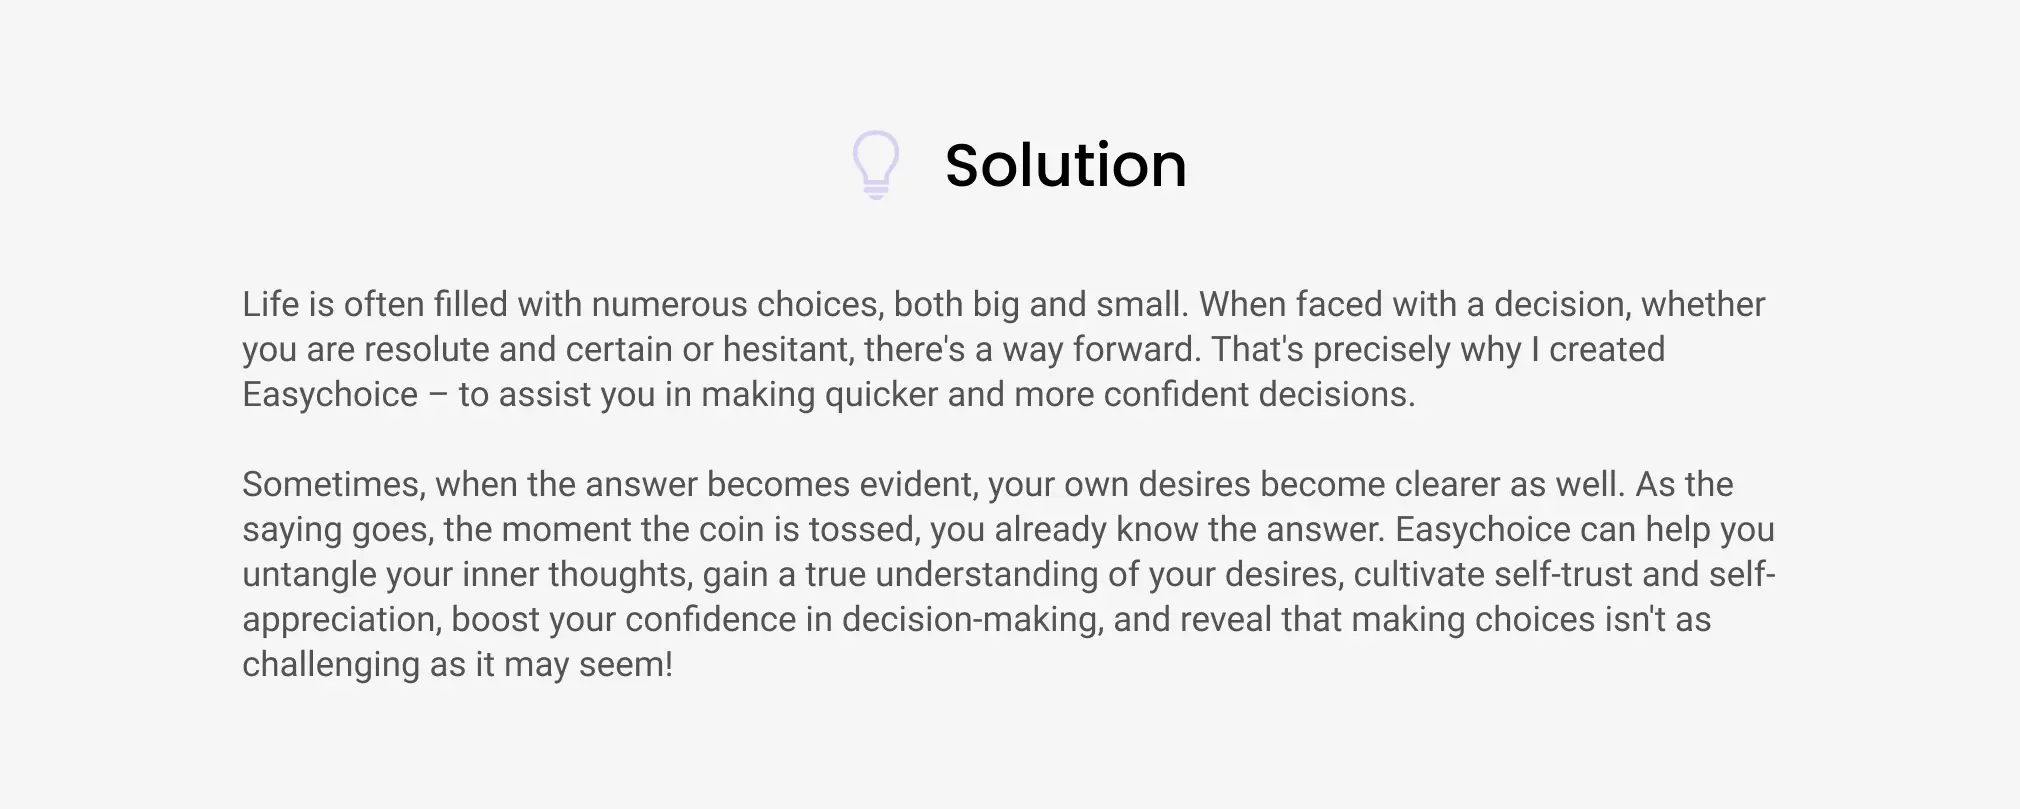 Solution
Life is often filled with numerous choices, both big and small. When faced with a decision, whether
you are resolute and certain or hesitant, there's a way forward. That's precisely why I created
Easychoice – to assist you in making quicker and more confident decisions.
Sometimes, when the answer becomes evident, your own desires become clearer as well. As the
saying goes, the moment the coin is tossed, you already know the answer. Easychoice can help you
untangle your inner thoughts, gain a true understanding of your desires, cultivate self-trust and self-
appreciation, boost your confidence in decision-making, and reveal that making choices isn't as
challenging as it may seem!